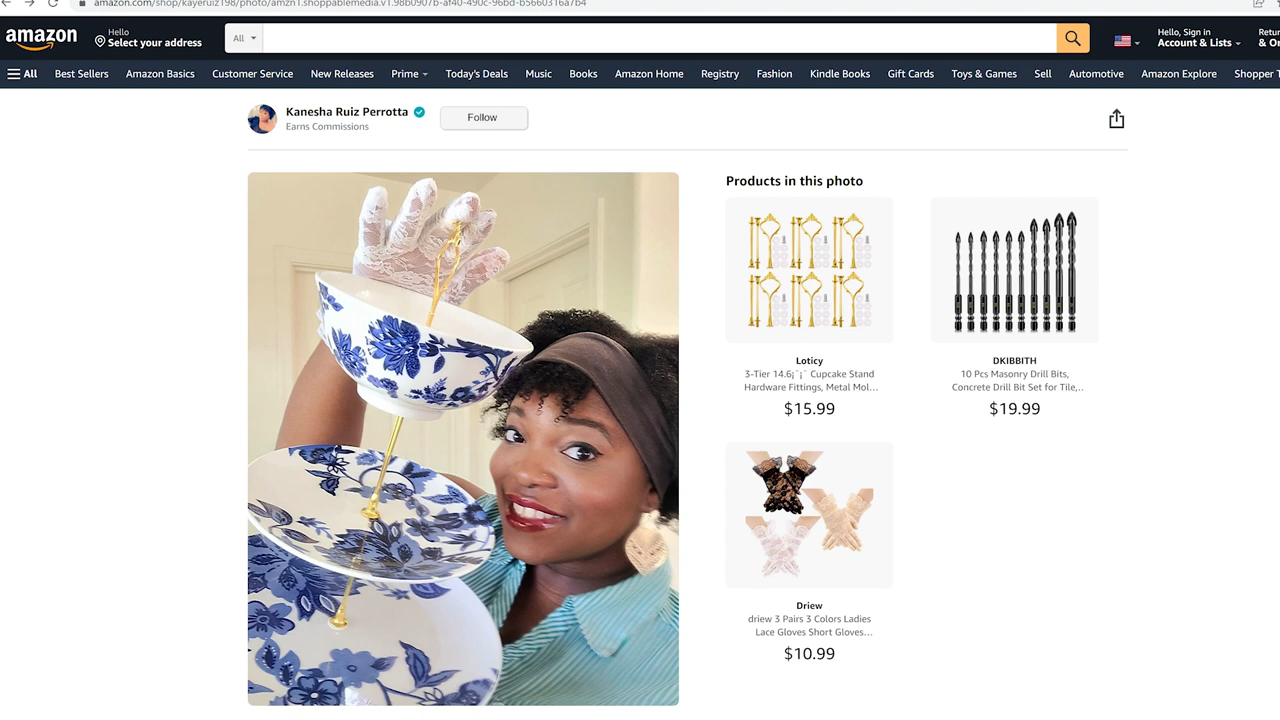 amazon.com/shop/kayeruiz198/photo/amzn1.shoppablemedia.v1.98b0907b-af40-490c-96bd-b5660316a7b4
amazon
Hello
Select your address
All
Hello, Sign in
Account & Lists
Retur
& Or
All
Best Sellers
Amazon Basics
Customer Service
New Releases
Prime
Today's Deals
Music
Books
Amazon Home
Registry
Fashion
Kindle Books
Gift Cards
Toys & Games
Sell
Automotive
Amazon Explore
Shopper T
Kanesha Ruiz Perrotta
Earns Commissions
Follow
Products in this photo
Loticy
3-Tier 14.6¡¨¡¨ Cupcake Stand
Hardware Fittings, Metal Mol…
$15.99
DKIBBITH
10 Pcs Masonry Drill Bits,
Concrete Drill Bit Set for Tile,..
$19.99
Driew
driew 3 Pairs 3 Colors Ladies
Lace Gloves Short Gloves…
$10.99